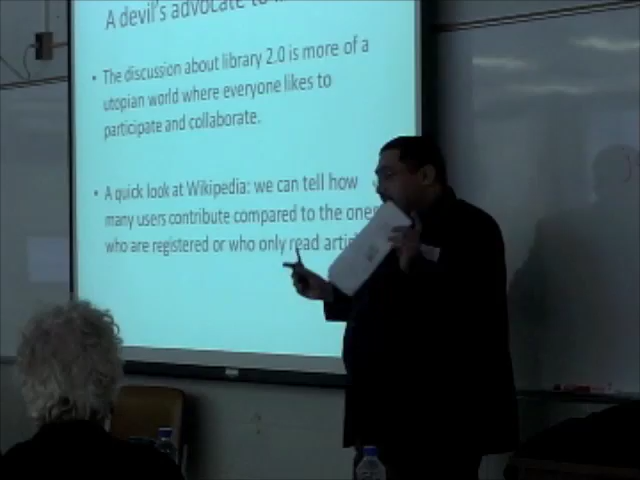 A devil's advocate to
• The discussion about library 2.0 is more of a
utopian world where everyone likes to
participate and collaborate.
• A quick look at Wikipedia: we can tell how
many users contribute compared to the ones
who are registered or who only read